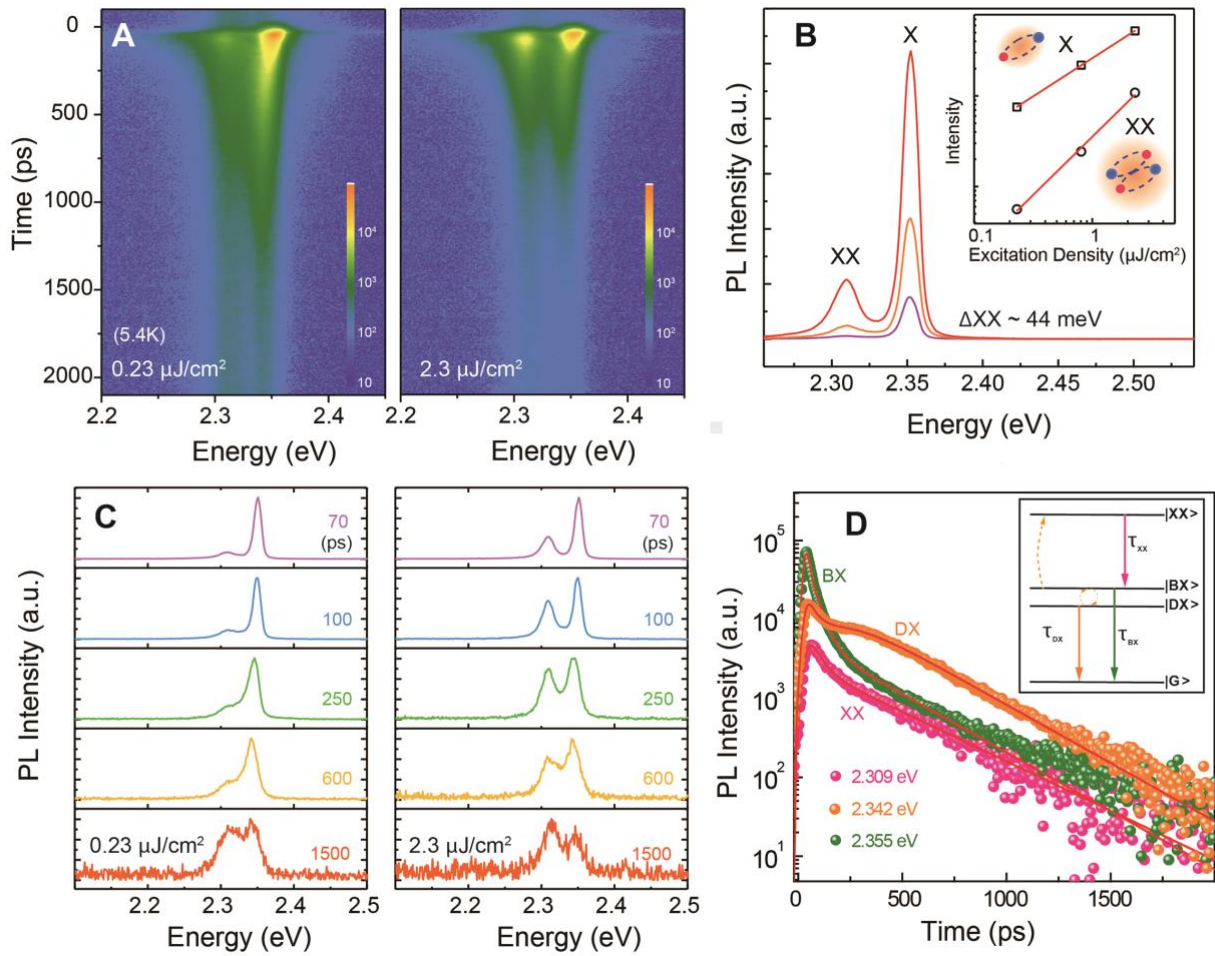 A
0
500
1000
1500
2000
Time (ps)
10⁴
10³
10²
10
(5.4K)
0.23 μJ/cm²
2.2
2.3
2.4
Energy (eV)
10⁴
10³
10²
10
2.3 μJ/cm²
2.2
2.3
2.4
Energy (eV)
B
X
XX
ΔXX ~ 44 meV
PL Intensity (a.u.)
2.30
2.35
2.40
2.45
2.50
Energy (eV)
X
XX
Intensity
0.1
1
Excitation Density (μJ/cm²)
C
70
(ps)
100
250
600
0.23 μJ/cm²
1500
PL Intensity (a.u.)
2.2
2.3
2.4
2.5
Energy (eV)
70
(ps)
100
250
600
2.3 μJ/cm²
1500
2.2
2.3
2.4
2.5
Energy (eV)
D
10⁵
10⁴
10³
10²
10¹
PL Intensity (a.u.)
BX
DX
XX
2.309 eV
2.342 eV
2.355 eV
0
500
1000
1500
Time (ps)
|XX>
τXX
|BX>
|DX>
τDX
τBX
|G>